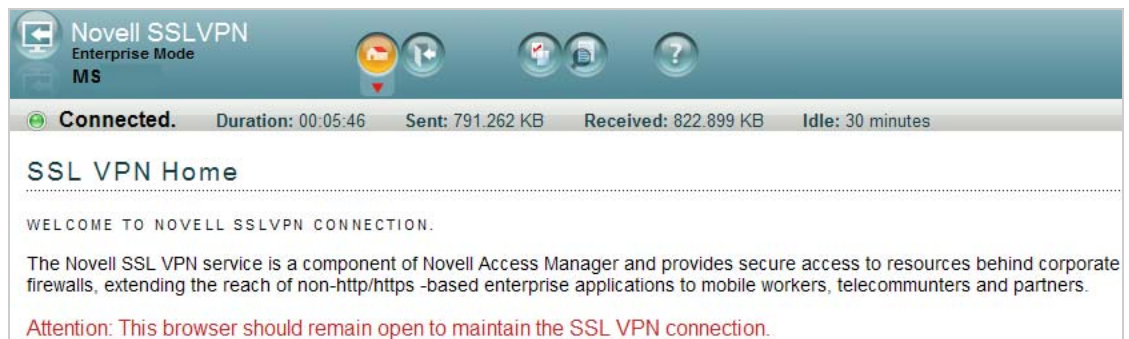 Novell SSLVPN
Enterprise Mode
MS
?
Connected. Duration: 00:05:46 Sent: 791.262 KB Received: 822.899 KB Idle: 30 minutes
SSL VPN Home
WELCOME TO NOVELL SSLVPN CONNECTION.
The Novell SSL VPN service is a component of Novell Access Manager and provides secure access to resources behind corporate
firewalls, extending the reach of non-http/https -based enterprise applications to mobile workers, telecommunters and partners.
Attention: This browser should remain open to maintain the SSL VPN connection.